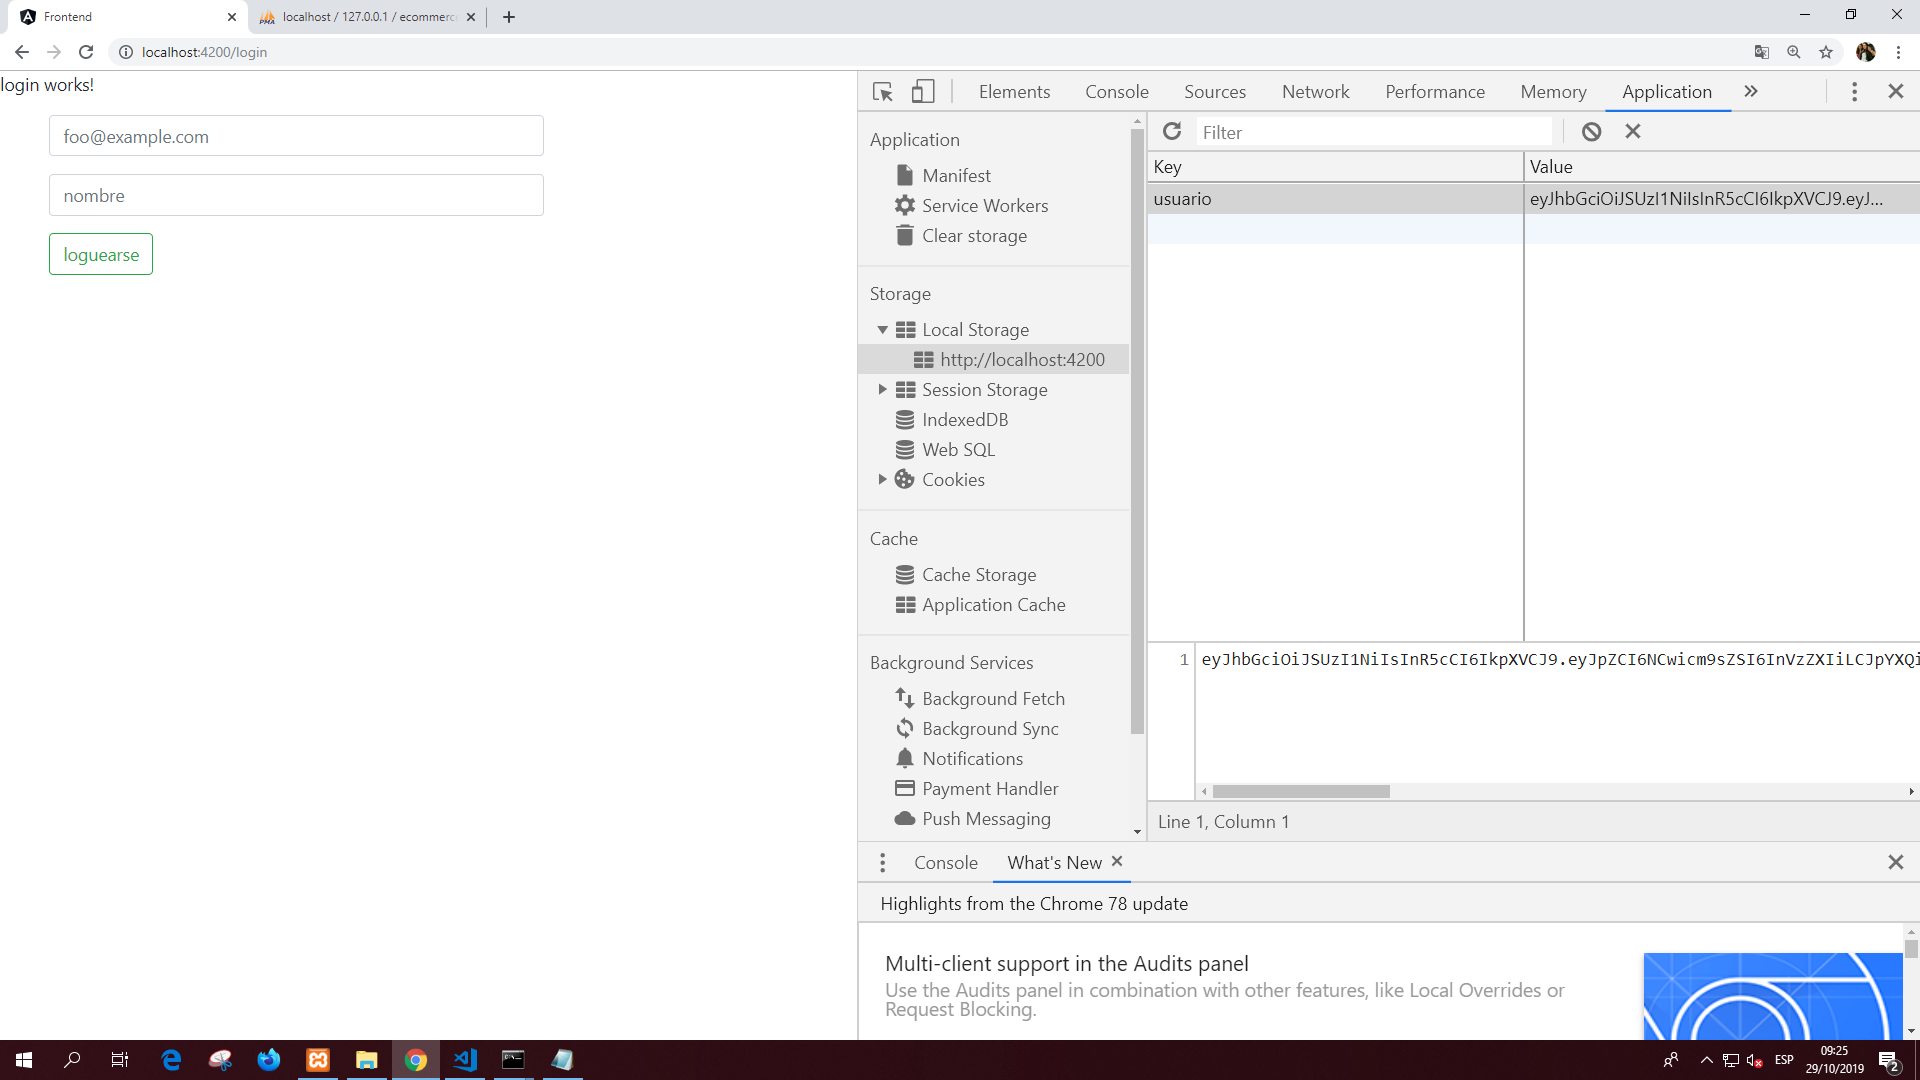 Frontend
localhost / 127.0.0.1 / ecommerc
localhost:4200/login
login works!
foo@example.com
nombre
loguearse
Elements Console Sources Network Performance Memory Application
Application
Manifest
Service Workers
Clear storage
Storage
Local Storage
http://localhost:4200
Session Storage
IndexedDB
Web SQL
Cookies
Cache
Cache Storage
Application Cache
Background Services
Background Fetch
Background Sync
Notifications
Payment Handler
Push Messaging
Filter
Key Value
usuario eyJhbGciOiJSUzI1NiIsInR5cCI6IkpXVCJ9.eyJ...
1 eyJhbGciOiJSUzI1NiIsInR5cCI6IkpXVCJ9.eyJpZCI6NCwicm9sZSI6InVzZXIiLCJpYXQi
Line 1, Column 1
Console What's New
Highlights from the Chrome 78 update
Multi-client support in the Audits panel
Use the Audits panel in combination with other features, like Local Overrides or
Request Blocking.
ESP
09:25
29/10/2019
2